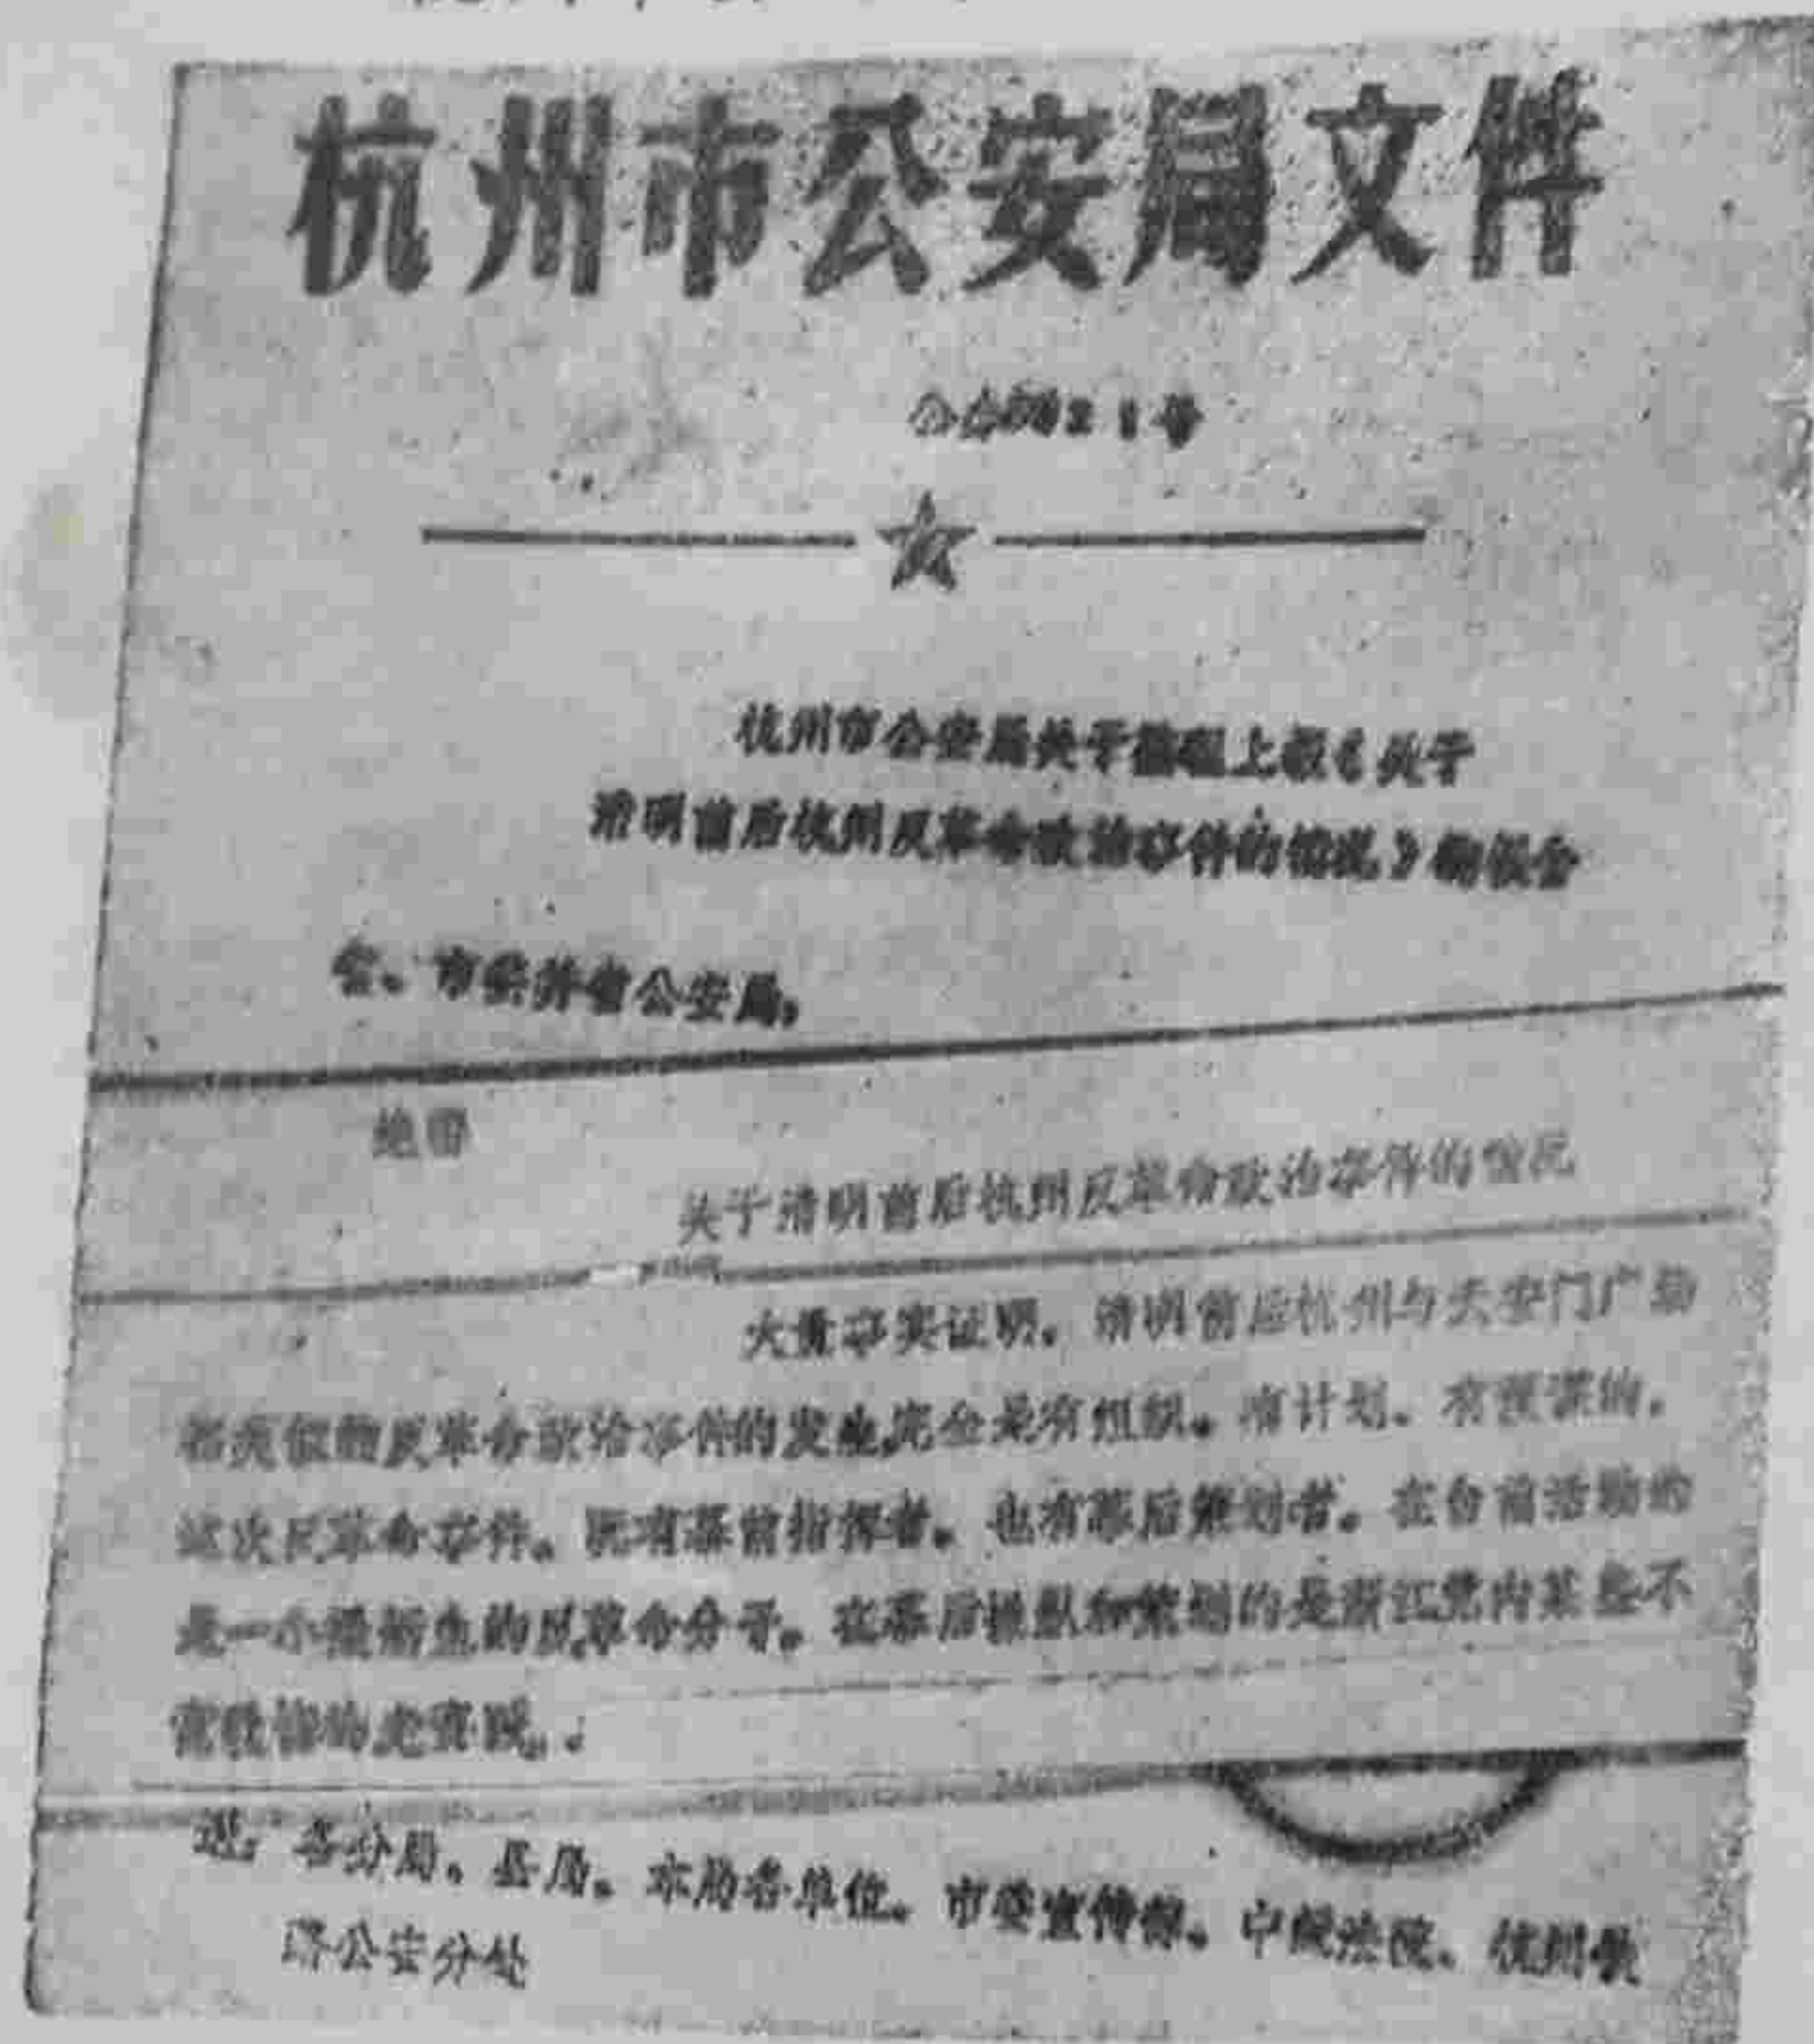 杭州市公安局文件
公办 21号
杭州市公安局关于 上报《关于
清明前后杭州反革命政治事件的情况》的报告
省、市委并省公安局:
绝密
关于清明前后杭州反革命政治事件的情况
大量事实证明，清明前后杭州与天安门广场
相类似的反革命政治事件的发生,完全是有组织、有计划、有预谋的。
这次反革命事件，既有幕前指挥者，也有幕后策划者。在台前活动的
是一小撮 的反革命分子，在幕后操纵和策划的是浙江党内某些不
肯改悔的走资派。
送: 各分局、县局、本局各单位、市委宣传部、中级法院、杭州铁
路公安分处